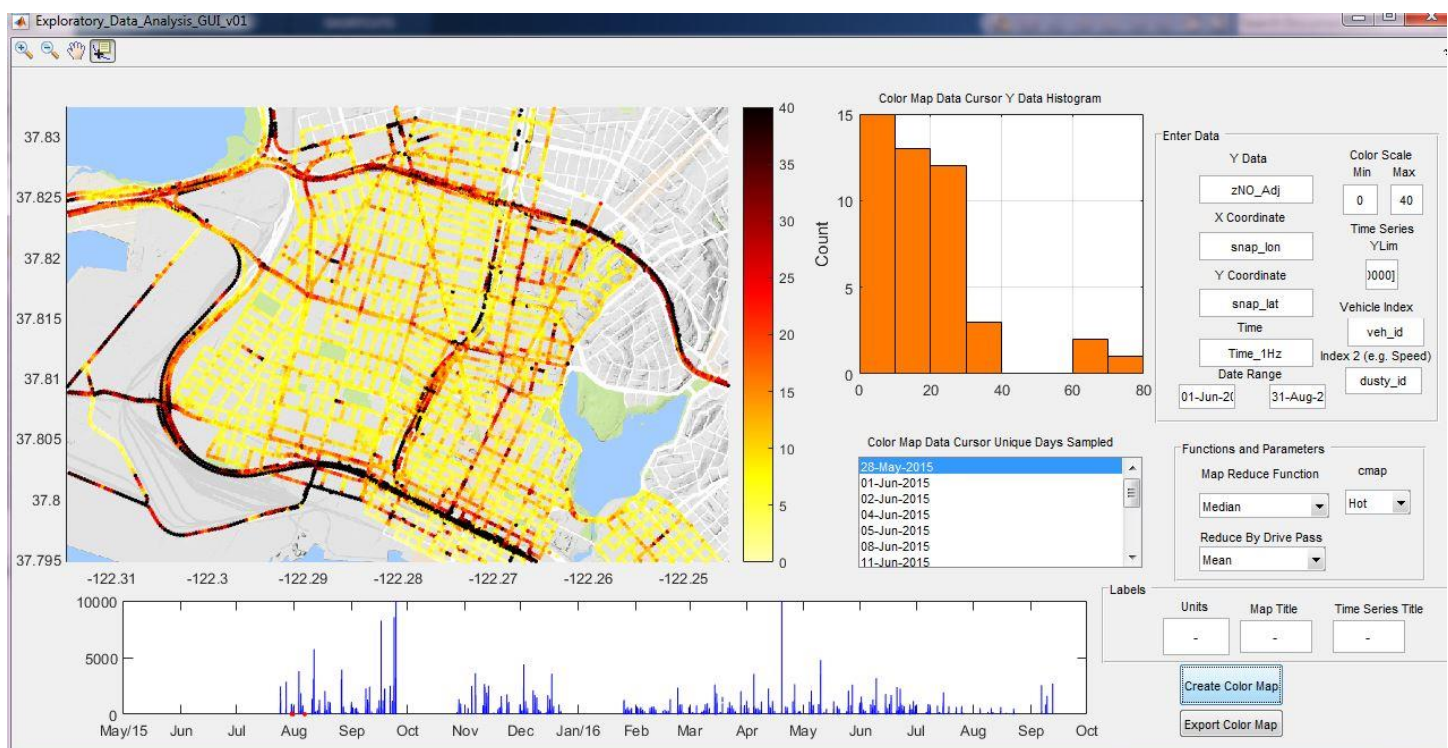 Exploratory_Data_Analysis_GUI_v01
37.83
37.825
37.82
37.815
37.81
37.805
37.8
37.795
-122.31 -122.3 -122.29 -122.28 -122.27 -122.26 -122.25
40
35
30
25
20
15
10
5
0
Color Map Data Cursor Y Data Histogram
Count
15
10
5
0
0 20 40 60 80
Color Map Data Cursor Unique Days Sampled
28-May-2015
01-Jun-2015
02-Jun-2015
04-Jun-2015
05-Jun-2015
08-Jun-2015
11-Jun-2015
Enter Data
Y Data
zNO_Adj
X Coordinate
snap_lon
Y Coordinate
snap_lat
Time
Time_1Hz
Date Range
01-Jun-20 31-Aug-2
Color Scale
Min Max
0 40
Time Series
YLim
0000]
Vehicle Index
veh_id
Index 2 (e.g. Speed)
dusty_id
Functions and Parameters
Map Reduce Function
Median
cmap
Hot
Reduce By Drive Pass
Mean
Labels
Units Map Title Time Series Title
- - -
Create Color Map
Export Color Map
10000
5000
0
May/15 Jun Jul Aug Sep Oct Nov Dec Jan/16 Feb Mar Apr May Jun Jul Aug Sep Oct